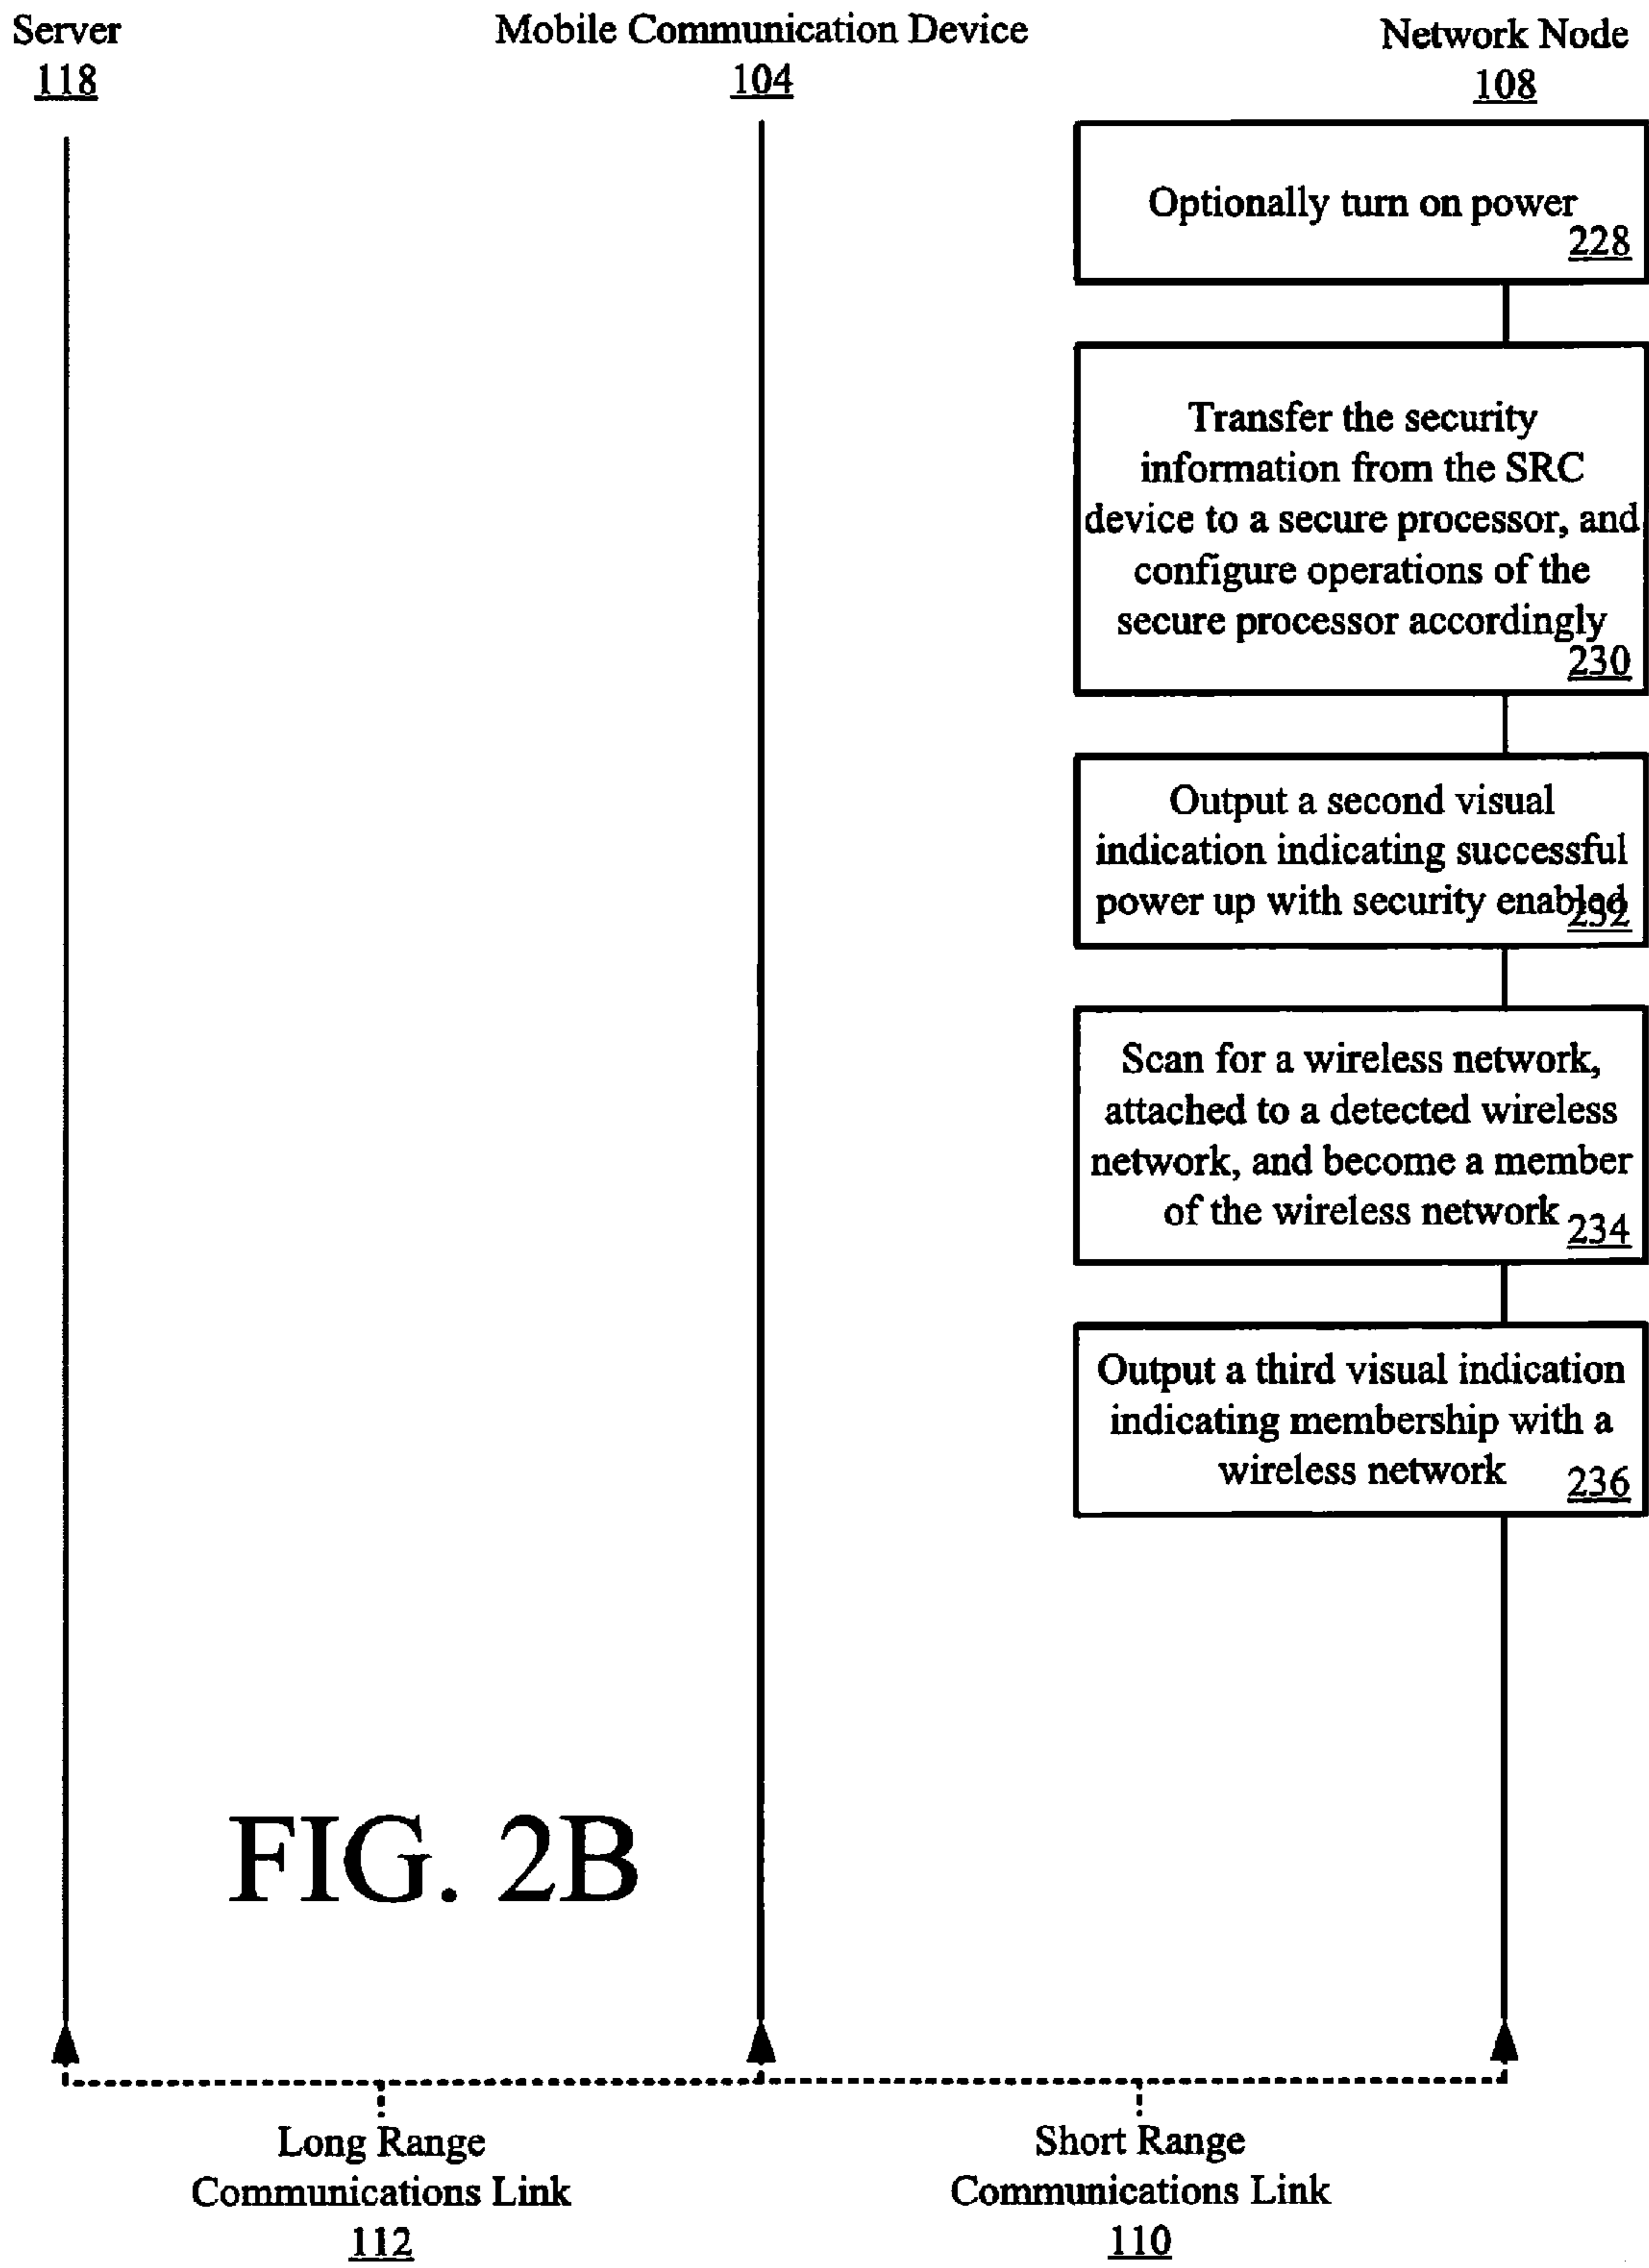 Server
118
Mobile Communication Device
104
Network Node
108
Optionally turn on power
228
Transfer the security
information from the SRC
device to a secure processor, and
configure operations of the
secure processor accordingly
230
Output a second visual
indication indicating successful
power up with security enabled
232
Scan for a wireless network,
attached to a detected wireless
network, and become a member
of the wireless network
234
Output a third visual indication
indicating membership with a
wireless network
236
FIG. 2B
Long Range
Communications Link
112
Short Range
Communications Link
110